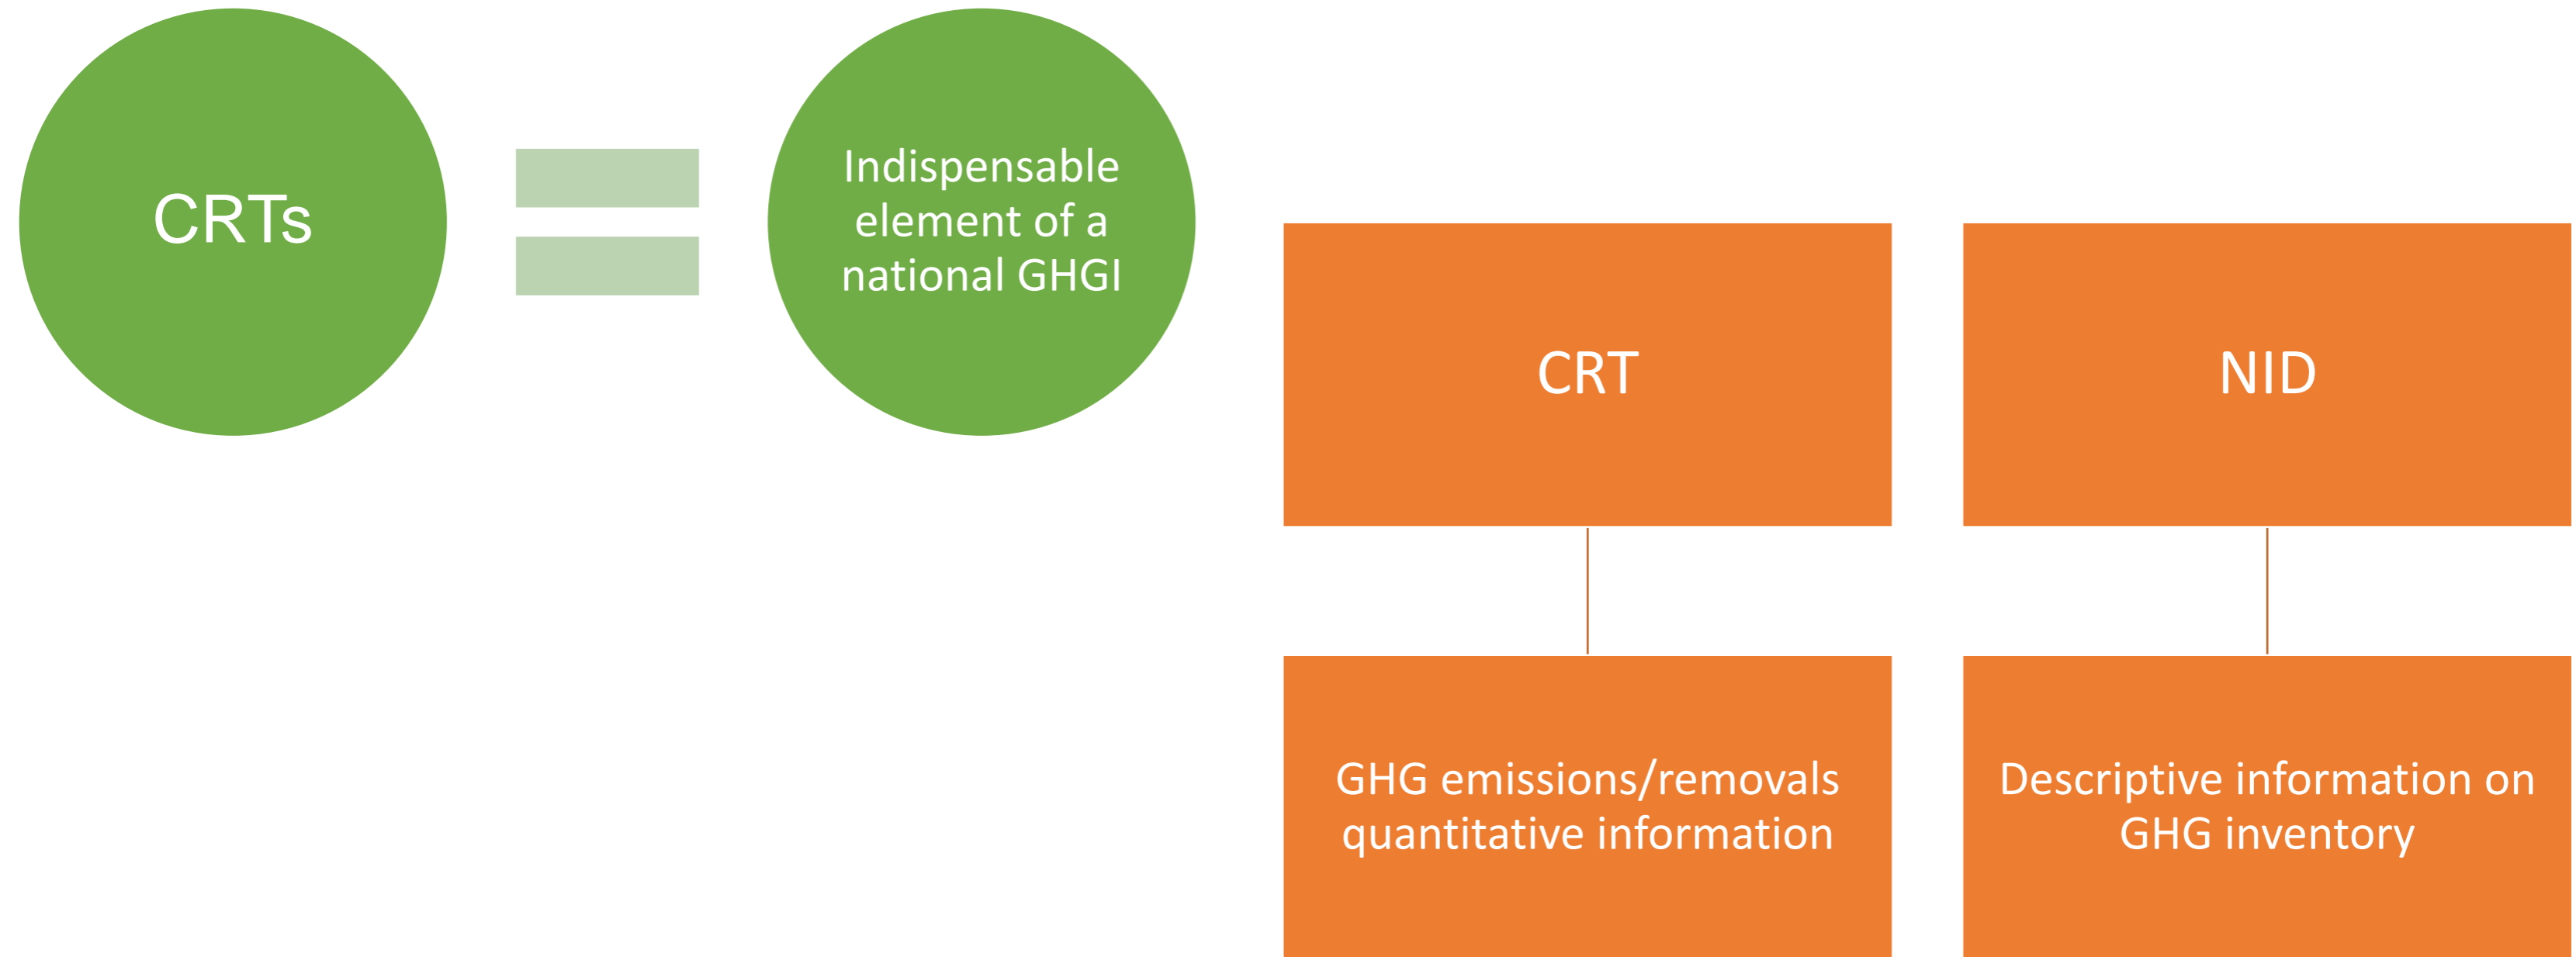 CRTs
Indispensable
element of a
national GHGI
CRT
NID
GHG emissions/removals
quantitative information
Descriptive information on
GHG inventory